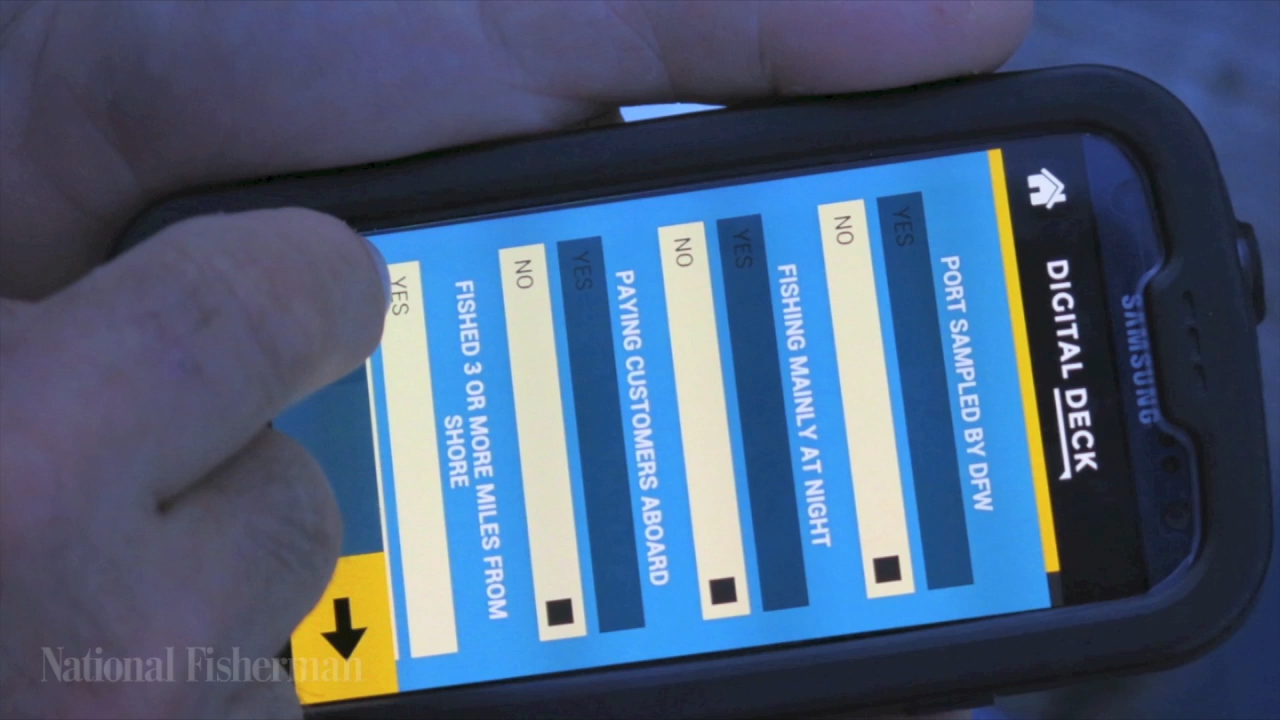 SAMSUNG
DIGITAL DECK
PORT SAMPLED BY DFW
YES
NO
FISHING MAINLY AT NIGHT
YES
NO
PAYING CUSTOMERS ABOARD
YES
NO
FISHED 3 OR MORE MILES FROM
SHORE
YES
National Fisherman